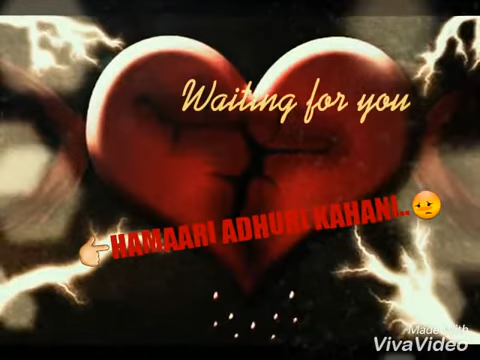 Waiting for you
👉HAMAARI ADHURI KAHANI..😳
Made with
VivaVideo